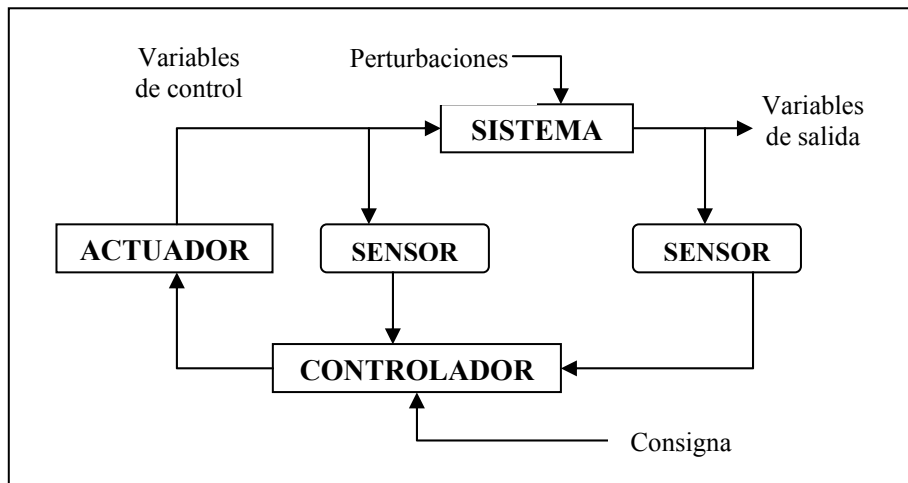 Variables
de control
Perturbaciones
SISTEMA
Variables
de salida
ACTUADOR
SENSOR
SENSOR
CONTROLADOR
Consigna